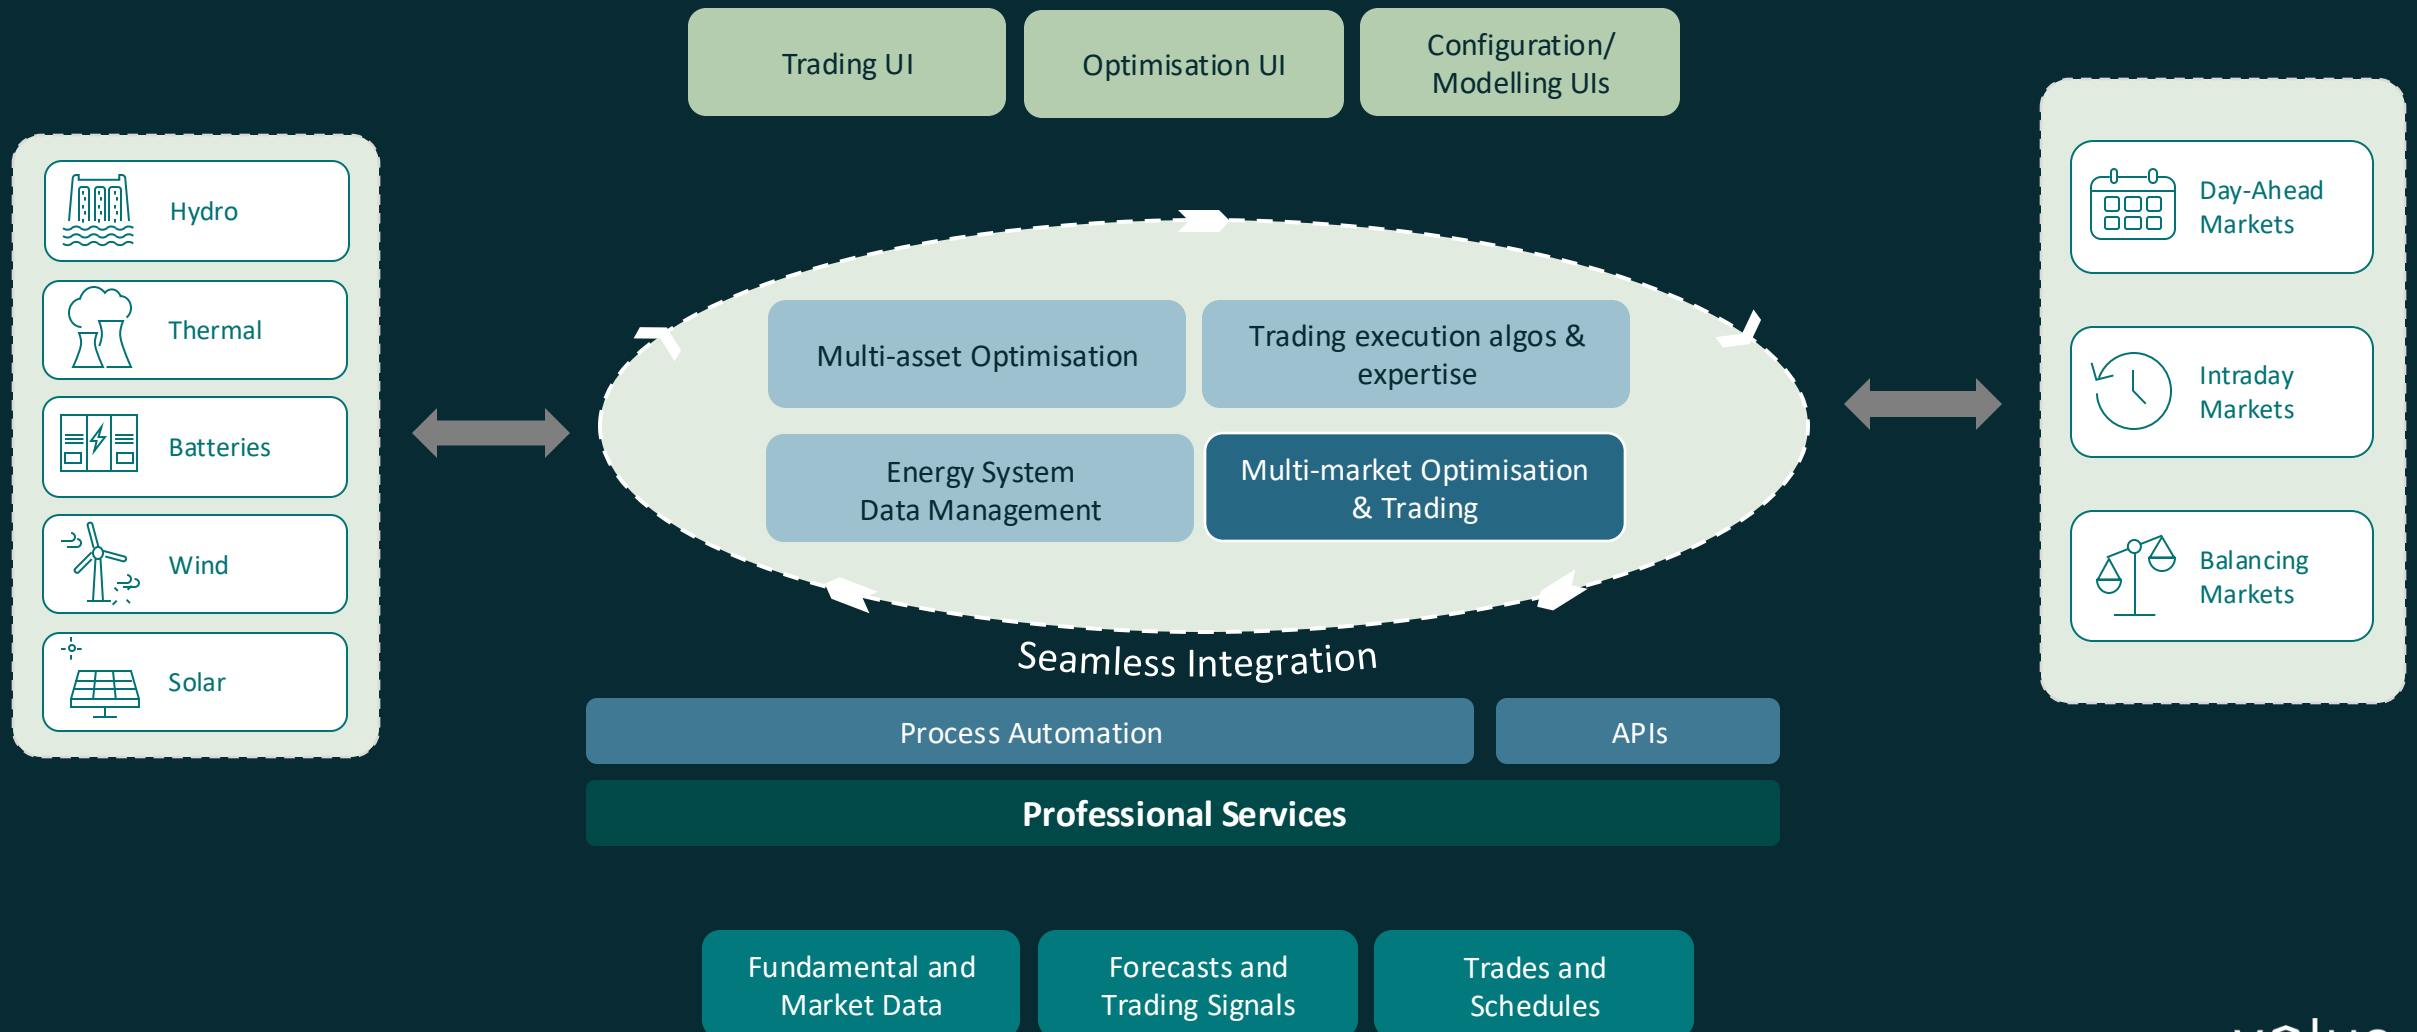 Trading UI
Optimisation UI
Configuration/
Modelling UIs
Hydro
Thermal
Batteries
Wind
Solar
Multi-asset Optimisation
Trading execution algos &
expertise
Energy System
Data Management
Multi-market Optimisation
& Trading
Seamless Integration
Process Automation
APIs
Professional Services
Day-Ahead
Markets
Intraday
Markets
Balancing
Markets
Fundamental and
Market Data
Forecasts and
Trading Signals
Trades and
Schedules